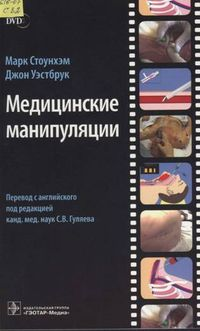 DVD
Марк Стоунхэм
Джон Уэстбрук
Медицинские
манипуляции
Перевод с английского
под редакцией
канд. мед. наук С.В. Гуляева
ИЗДАТЕЛЬСКАЯ ГРУППА
«ГЭОТАР-Медиа»